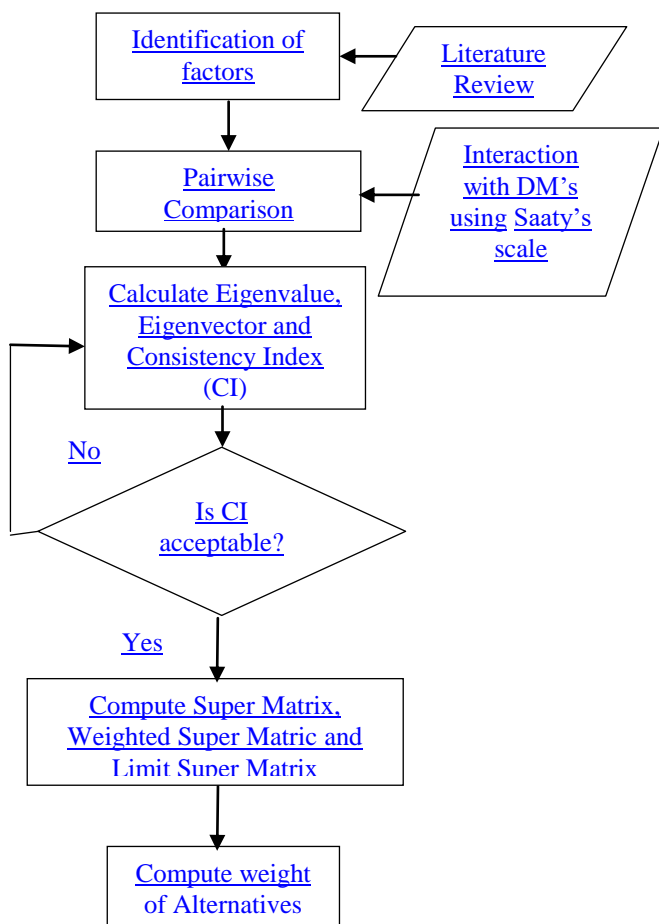 Identification of
factors
Literature
Review
Pairwise
Comparison
Interaction
with DM's
using Saaty's
scale
Calculate Eigenvalue,
Eigenvector and
Consistency Index
(CI)
No
Is CI
acceptable?
Yes
Compute Super Matrix,
Weighted Super Matric and
Limit Super Matrix
Compute weight
of Alternatives